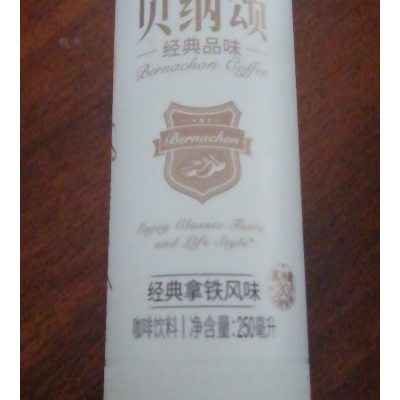 贝纳颂
经典品味
Bernachon Coffee
Bernachon
Enjoy Classic Taste
and Life Style®
经典拿铁风味
咖啡饮料 | 净含量:250毫升